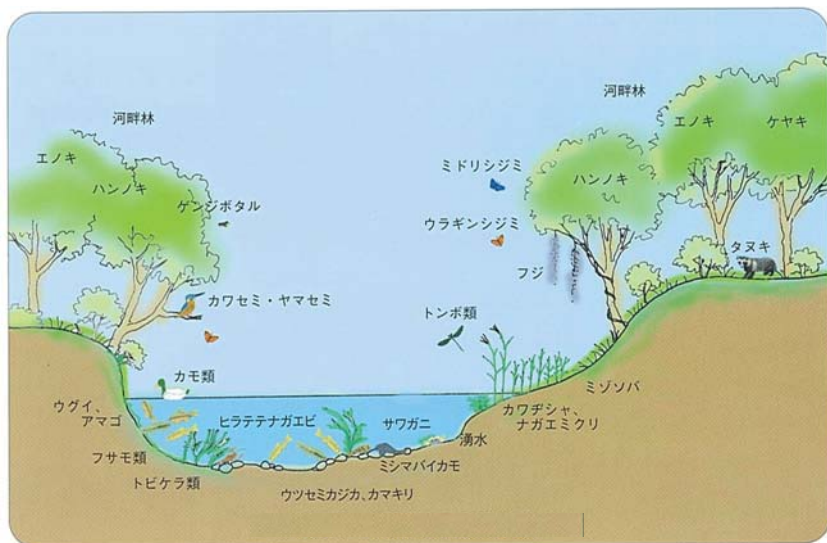 河畔林
エノキ
ハンノキ
ゲンジボタル
カワセミ・ヤマセミ
カモ類
ウグイ、
アマゴ
フサモ類
トビケラ類
ヒラテテナガエビ
サワガニ
ミシマバイカモ
ウツセミカジカ、カマキリ
湧水
カワヂシャ、
ナガエミクリ
ミゾソバ
トンボ類
ウラギンシジミ
ミドリシジミ
フジ
ハンノキ
河畔林
エノキ
ケヤキ
タヌキ